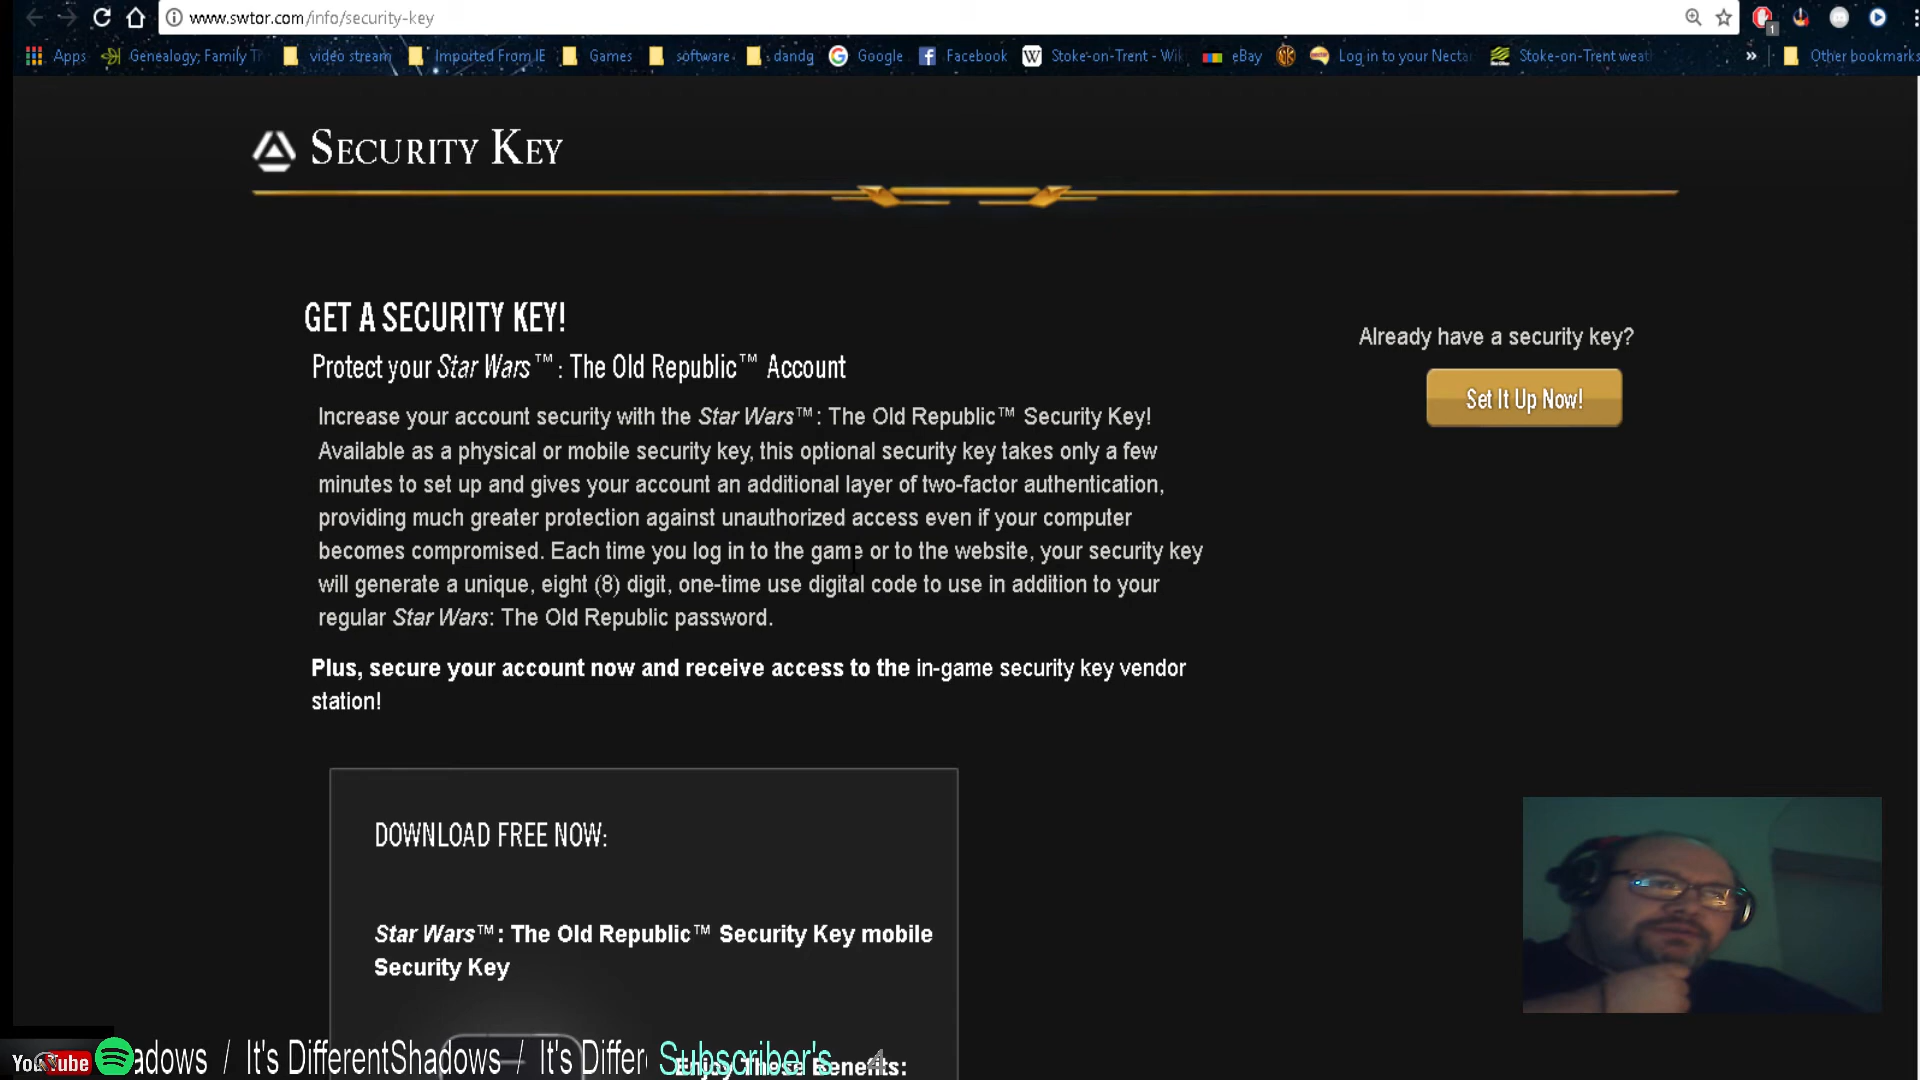 www.swtor.com/info/security-key
1
Apps Genealogy; Family T video stream Imported From IE Games software dandg Google Facebook Stoke-on-Trent - Wik eBay Log in to your Necta Stoke-on-Trent weat » Other bookmarks
SECURITY KEY
GET A SECURITY KEY!
Protect your Star Wars™: The Old Republic™ Account
Increase your account security with the Star Wars™: The Old Republic™ Security Key!
Available as a physical or mobile security key, this optional security key takes only a few
minutes to set up and gives your account an additional layer of two-factor authentication,
providing much greater protection against unauthorized access even if your computer
becomes compromised. Each time you log in to the game or to the website, your security key
will generate a unique, eight (8) digit, one-time use digital code to use in addition to your
regular Star Wars: The Old Republic password.
Plus, secure your account now and receive access to the in-game security key vendor
station!
Already have a security key?
Set It Up Now!
DOWNLOAD FREE NOW:
Star Wars™: The Old Republic™ Security Key mobile
Security Key
Enjoy These Benefits:
YouTube adows / It's DifferentShadows / It's Differ Subscriber's 4